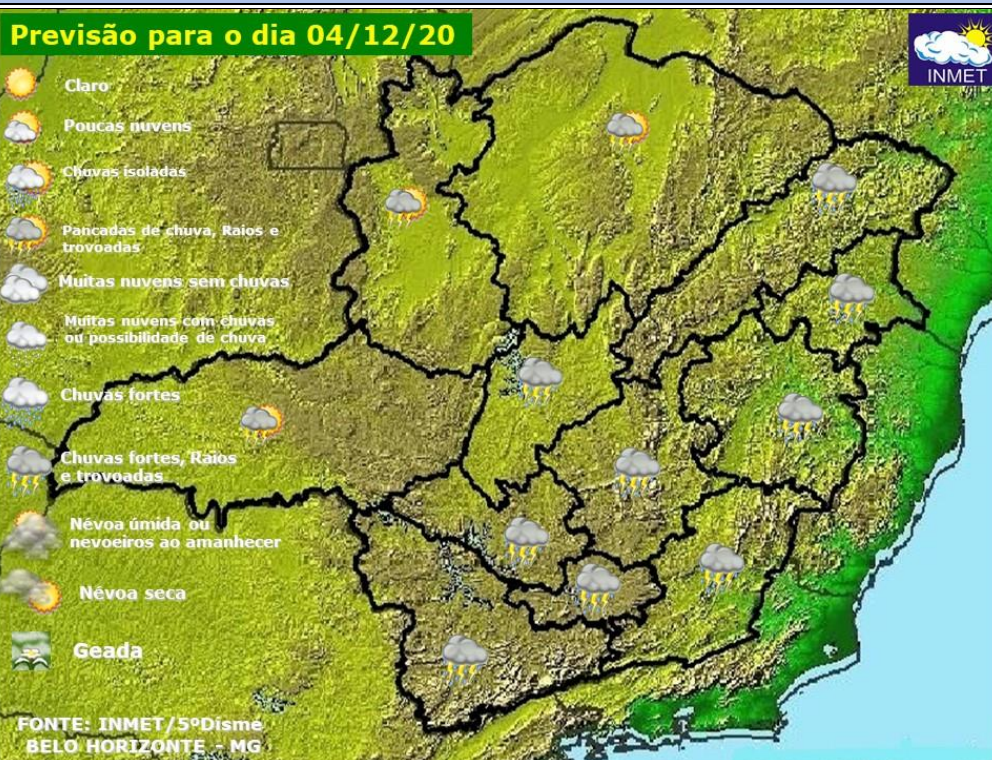 Previsão para o dia 04/12/20
INMET
Claro
Poucas nuvens
Chuvas isoladas
Pancadas de chuva, Raios e
trovoadas
Muitas nuvens sem chuvas
Muitas nuvens com chuvas
ou possibilidade de chuva
Chuvas fortes
Chuvas fortes, Raios
e trovoadas
Névoa úmida ou
nevoeiros ao amanhecer
Névoa seca
Geada
FONTE: INMET/5ºDisme
BELO HORIZONTE - MG